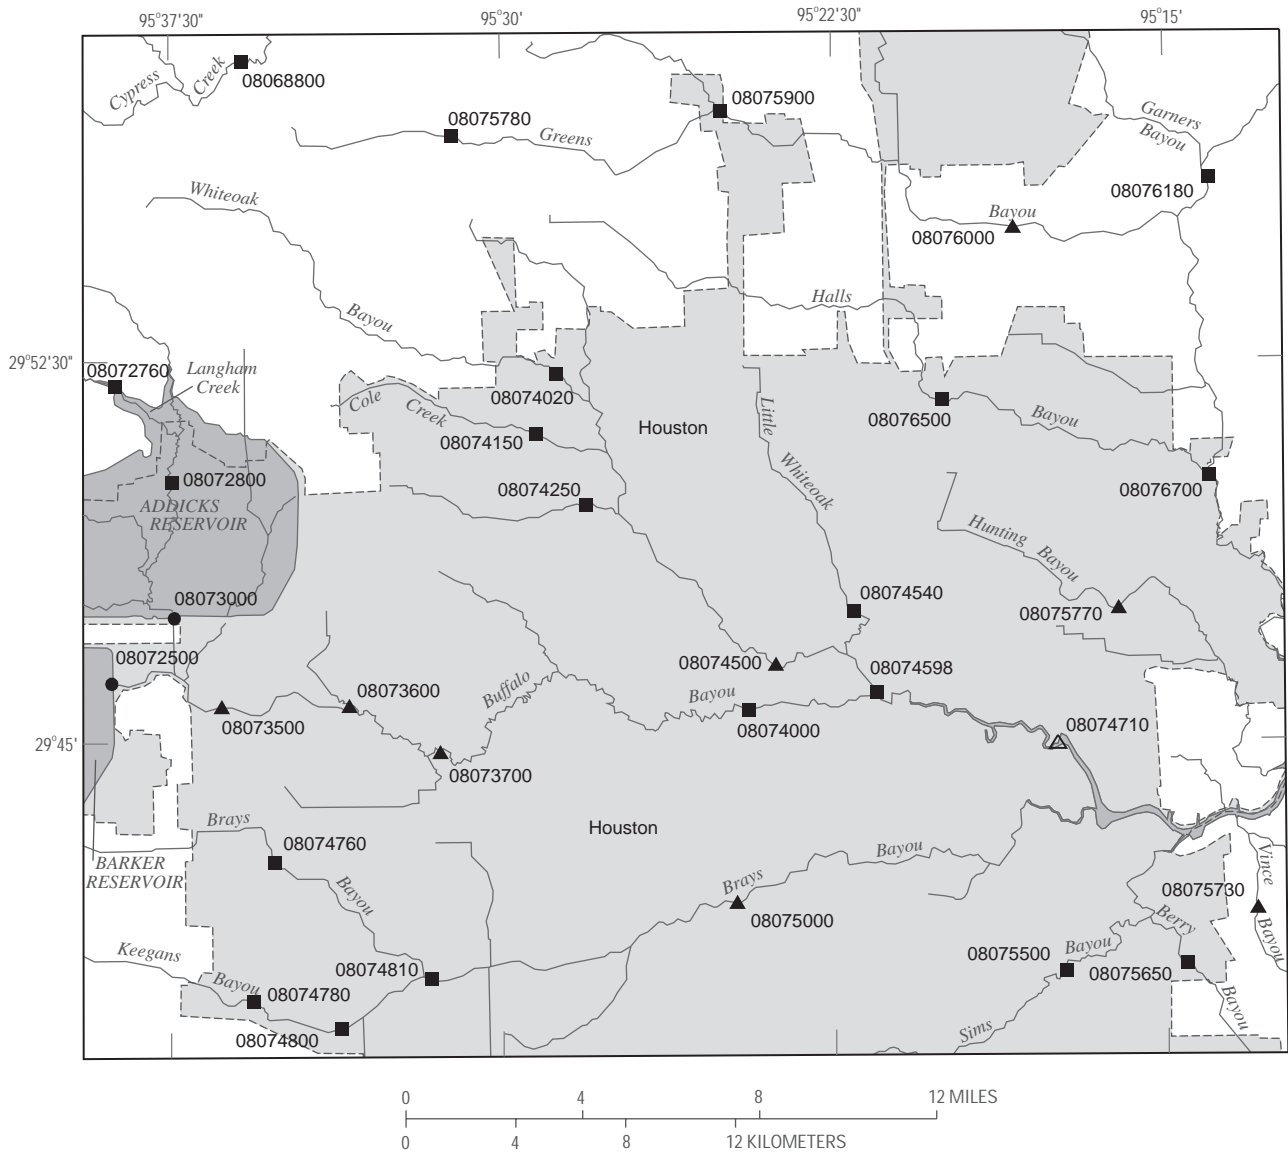 95°37'30"
95°30'
95°22'30"
95°15'
Cypress
Creek
08068800
08075780
Greens
08075900
Garners
Bayou
08076180
Whiteoak
Bayou
08076000
Bayou
Halls
29°52'30"
08072760
Langham
Creek
08074020
Cole
Creek
08074150
Houston
Little
Whiteoak
08076500
Bayou
08072800
ADDICKS
RESERVOIR
08074250
08076700
Hunting
Bayou
08073000
08074540
08075770
08072500
08074500
08074598
08073600
Buffalo
Bayou
08073500
08074000
08074710
29°45'
08073700
Brays
08074760
Houston
Bayou
BARKER
RESERVOIR
Bayou
Brays
08075000
Vince
08075730
Bayou
Berry
Keegans
Bayou
08074810
08074780
08074800
08075500
Bayou
08075650
Bayou
Sims
0
4
8
12 MILES
0
4
8
12 KILOMETERS